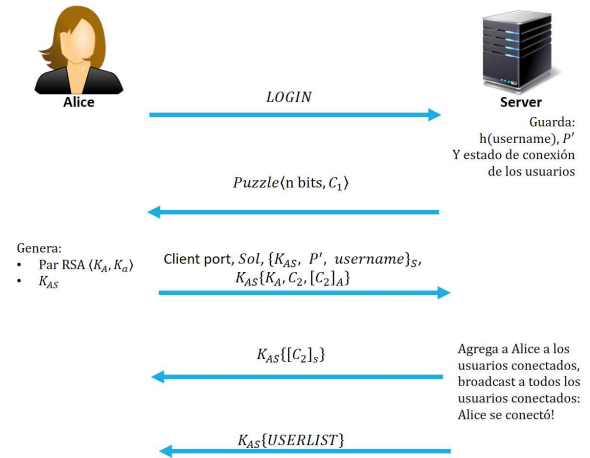 Alice
LOGIN
Server
Guarda:
h(username), P′
Y estado de conexión
de los usuarios
Puzzle⟨n bits, C₁⟩
Genera:
• Par RSA ⟨K_A, K_a⟩
• K_AS
Client port, Sol, {K_AS, P′, username}_S,
K_AS{K_A, C₂, [C₂]_A}
K_AS{[C₂]_s}
Agrega a Alice a los
usuarios conectados,
broadcast a todos los
usuarios conectados:
Alice se conectó!
K_AS{USERLIST}